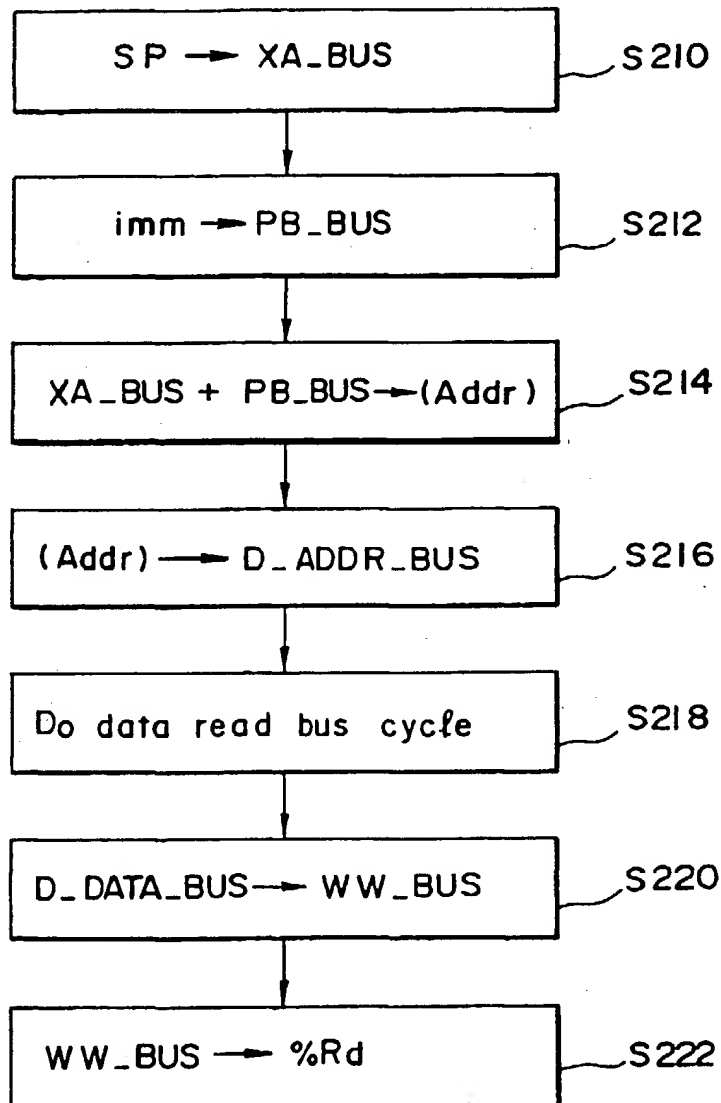 SP → XA_BUS
S210
imm → PB_BUS
S212
XA_BUS + PB_BUS → (Addr)
S214
(Addr) → D_ADDR_BUS
S216
Do data read bus cycle
S218
D_DATA_BUS → WW_BUS
S220
WW_BUS → %Rd
S222